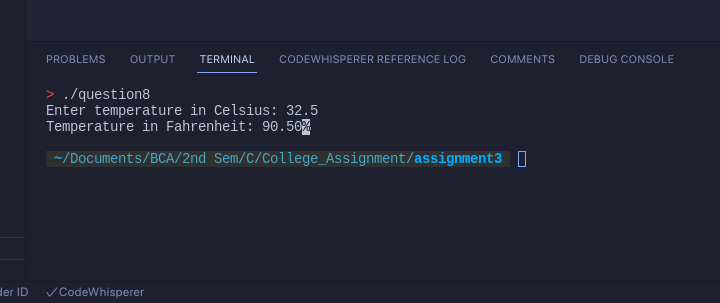 PROBLEMS OUTPUT TERMINAL CODEWHISPERER REFERENCE LOG COMMENTS DEBUG CONSOLE
> ./question8
Enter temperature in Celsius: 32.5
Temperature in Fahrenheit: 90.50%
~/Documents/BCA/2nd Sem/C/College_Assignment/assignment3
der ID ✓CodeWhisperer